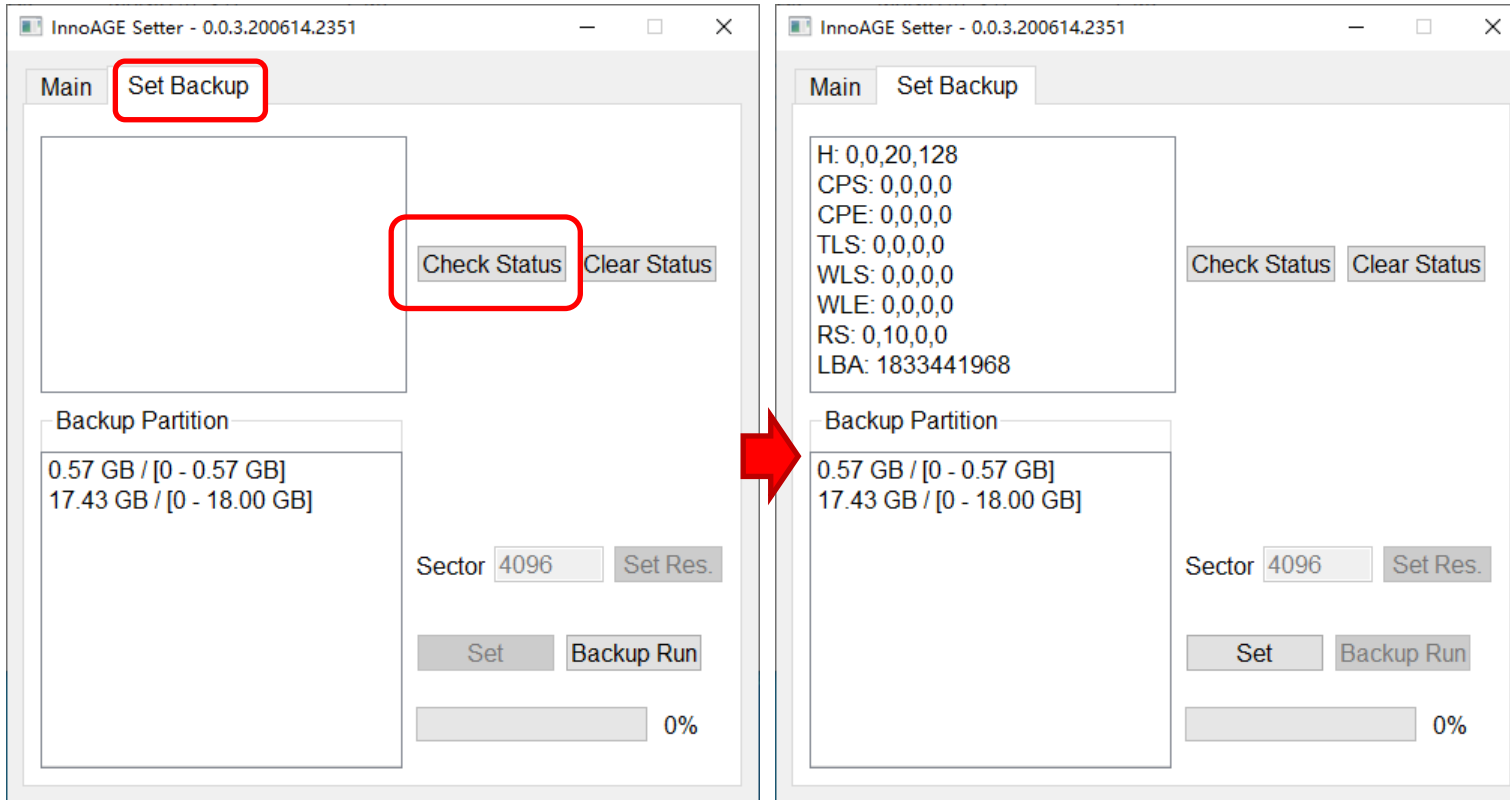 InnoAGE Setter - 0.0.3.200614.2351
Main
Set Backup
Check Status
Clear Status
Backup Partition
0.57 GB / [0 - 0.57 GB]
17.43 GB / [0 - 18.00 GB]
Sector
4096
Set Res.
Set
Backup Run
0%
InnoAGE Setter - 0.0.3.200614.2351
Main
Set Backup
H: 0,0,20,128
CPS: 0,0,0,0
CPE: 0,0,0,0
TLS: 0,0,0,0
WLS: 0,0,0,0
WLE: 0,0,0,0
RS: 0,10,0,0
LBA: 1833441968
Check Status
Clear Status
Backup Partition
0.57 GB / [0 - 0.57 GB]
17.43 GB / [0 - 18.00 GB]
Sector
4096
Set Res.
Set
Backup Run
0%